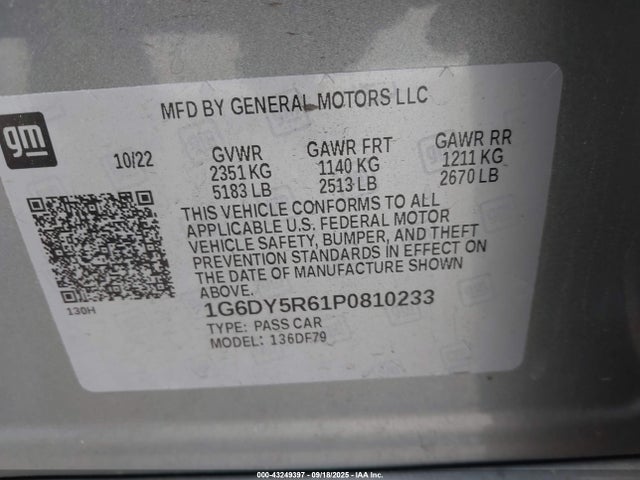 MFD BY GENERAL MOTORS LLC
gm
10/22
GVWR
2351 KG
5183 LB
GAWR FRT
1140 KG
2513 LB
GAWR RR
1211 KG
2670 LB
THIS VEHICLE CONFORMS TO ALL
APPLICABLE U.S. FEDERAL MOTOR
VEHICLE SAFETY, BUMPER, AND THEFT
PREVENTION STANDARDS IN EFFECT ON
THE DATE OF MANUFACTURE SHOWN
ABOVE.
130H
1G6DY5R61P0810233
TYPE: PASS CAR
MODEL: 136DF79
000-43249397 - 09/18/2025 - IAA Inc.